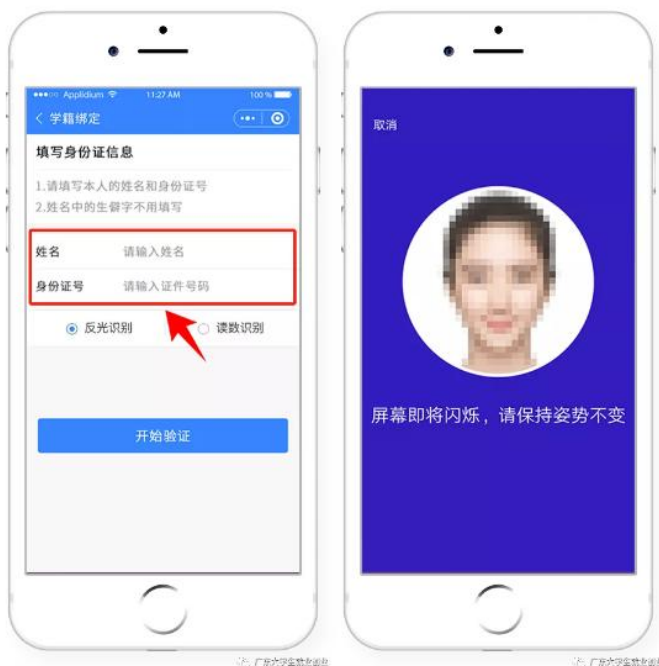 ●●●○○ Applidium 11:27 AM 100 %
< 学籍绑定
填写身份证信息
1.请填写本人的姓名和身份证号
2.姓名中的生僻字不用填写
姓名 请输入姓名
身份证号 请输入证件号码
反光识别 读数识别
开始验证
取消
屏幕即将闪烁，请保持姿势不变